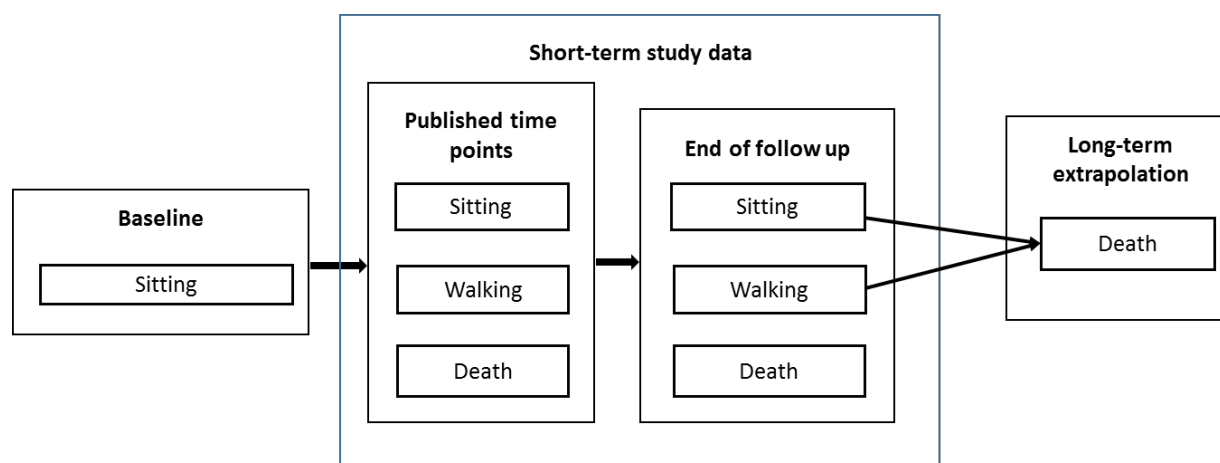 Short-term study data
Baseline
Sitting
Published time
points
Sitting
Walking
Death
End of follow up
Sitting
Walking
Death
Long-term
extrapolation
Death